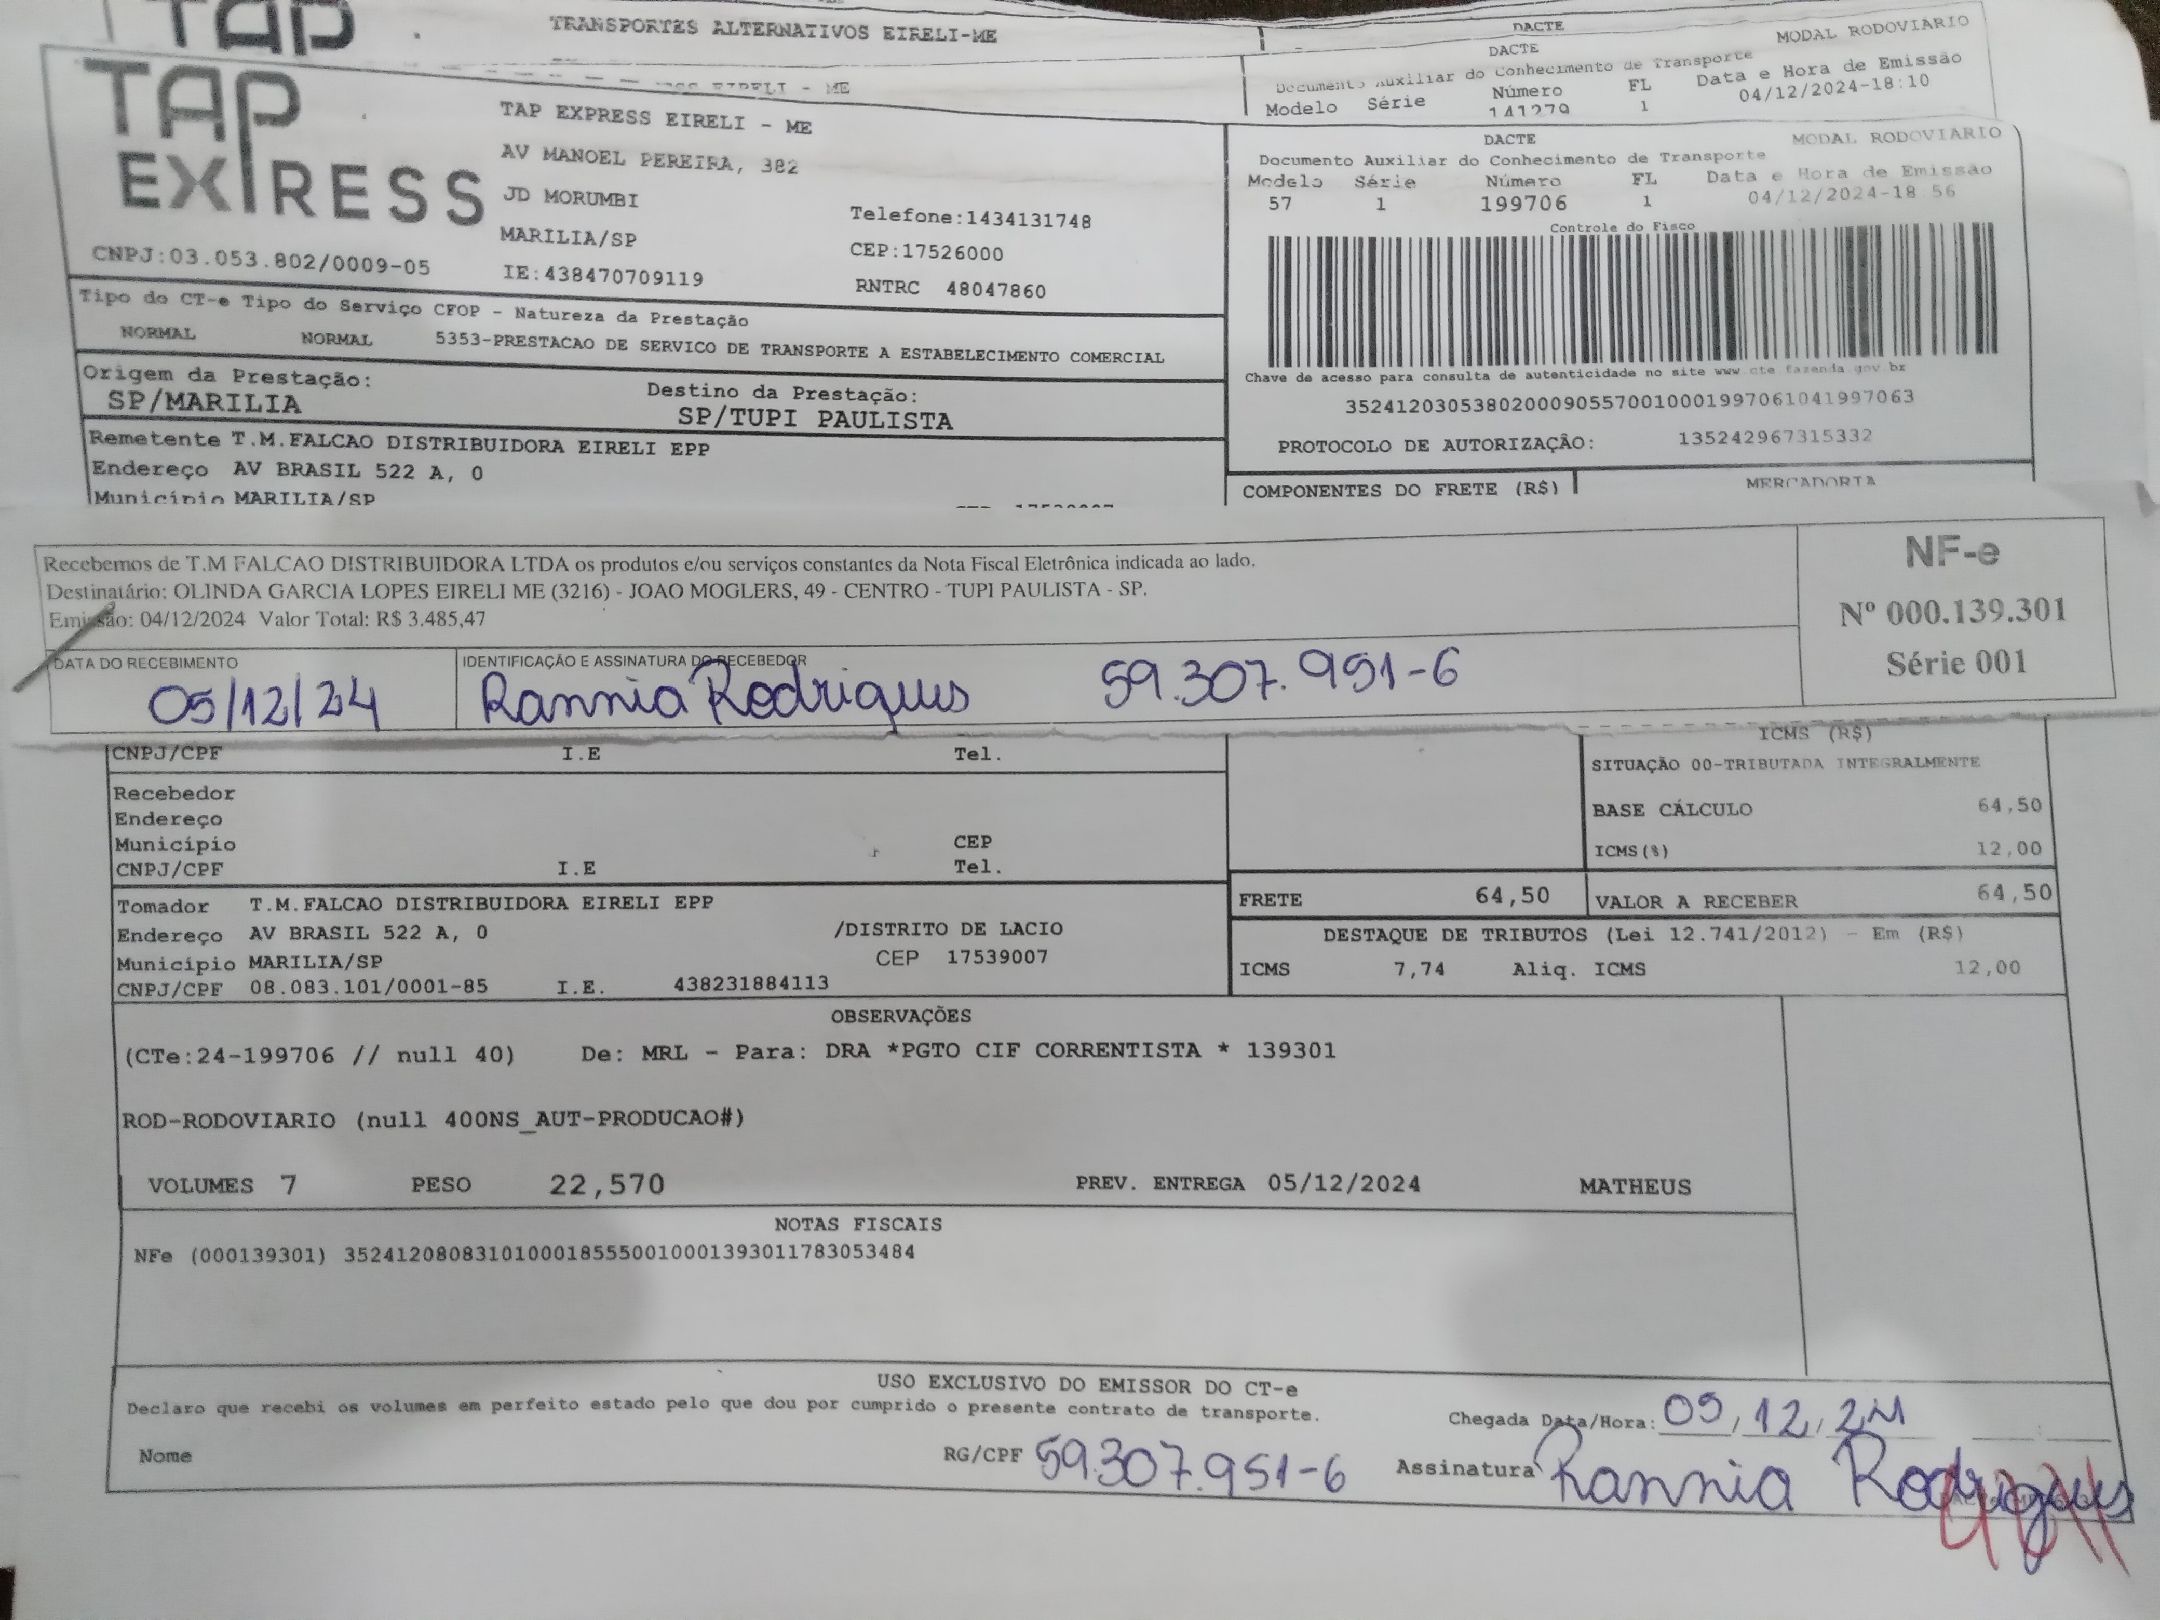 TAP
TRANSPORTES ALTERNATIVOS EIRELI-ME
DACTE
DACTE
MODAL RODOVIARIO
EIRELI - ME
Documento Auxiliar do Conhecimento de Transporte
Modelo Série Número FL Data e Hora de Emissão
141279 1 04/12/2024-18:10
TAP
EXPRESS
TAP EXPRESS EIRELI - ME
AV MANOEL PEREIRA, 382
JD MORUMBI
MARILIA/SP
Telefone:1434131748
CEP:17526000
CNPJ:03.053.802/0009-05
IE:438470709119
RNTRC 48047860
DACTE
MODAL RODOVIARIO
Documento Auxiliar do Conhecimento de Transporte
Modelo Série Número FL Data e Hora de Emissão
57 1 199706 1 04/12/2024-18:56
Controle do Fisco
Chave de acesso para consulta de autenticidade no site www.cte.fazenda.gov.br
35241203053802000905570010001997061041997063
PROTOCOLO DE AUTORIZAÇÃO: 135242967315332
Tipo do CT-e Tipo do Serviço CFOP - Natureza da Prestação
NORMAL NORMAL 5353-PRESTACAO DE SERVICO DE TRANSPORTE A ESTABELECIMENTO COMERCIAL
Origem da Prestação: Destino da Prestação:
SP/MARILIA SP/TUPI PAULISTA
Remetente T.M.FALCAO DISTRIBUIDORA EIRELI EPP
Endereço AV BRASIL 522 A, 0
Município MARILIA/SP
COMPONENTES DO FRETE (R$) MERCADORIA
Recebemos de T.M FALCAO DISTRIBUIDORA LTDA os produtos e/ou serviços constantes da Nota Fiscal Eletrônica indicada ao lado.
Destinatário: OLINDA GARCIA LOPES EIRELI ME (3216) - JOAO MOGLERS, 49 - CENTRO - TUPI PAULISTA - SP.
Emissão: 04/12/2024 Valor Total: R$ 3.485,47
DATA DO RECEBIMENTO
05/12/24
IDENTIFICAÇÃO E ASSINATURA DO RECEBEDOR
Rannia Rodrigues 59.307.951-6
NF-e
Nº 000.139.301
Série 001
CNPJ/CPF I.E Tel.
Recebedor
Endereço
Município CEP
CNPJ/CPF I.E Tel.
ICMS (R$)
SITUAÇÃO 00-TRIBUTADA INTEGRALMENTE
BASE CÁLCULO 64,50
ICMS(%) 12,00
FRETE 64,50 VALOR A RECEBER 64,50
Tomador T.M.FALCAO DISTRIBUIDORA EIRELI EPP
Endereço AV BRASIL 522 A, 0 /DISTRITO DE LACIO
Município MARILIA/SP CEP 17539007
CNPJ/CPF 08.083.101/0001-85 I.E. 438231884113
DESTAQUE DE TRIBUTOS (Lei 12.741/2012) - Em (R$)
ICMS 7,74 Aliq. ICMS 12,00
OBSERVAÇÕES
(CTe:24-199706 // null 40) De: MRL - Para: DRA *PGTO CIF CORRENTISTA * 139301
ROD-RODOVIARIO (null 400NS_AUT-PRODUCAO#)
VOLUMES 7 PESO 22,570 PREV. ENTREGA 05/12/2024 MATHEUS
NOTAS FISCAIS
NFe (000139301) 35241208083101000185550010001393011783053484
USO EXCLUSIVO DO EMISSOR DO CT-e
Declaro que recebi os volumes em perfeito estado pelo que dou por cumprido o presente contrato de transporte.
Chegada Data/Hora: 05/12/24
Nome RG/CPF 59.307.951-6 Assinatura Rannia Rodrigues